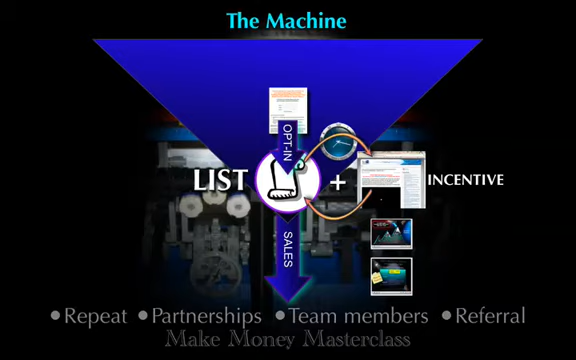 The Machine
OPT-IN
LIST
+
INCENTIVE
SALES
•Repeat •Partnerships •Team members •Referral
Make Money Masterclass